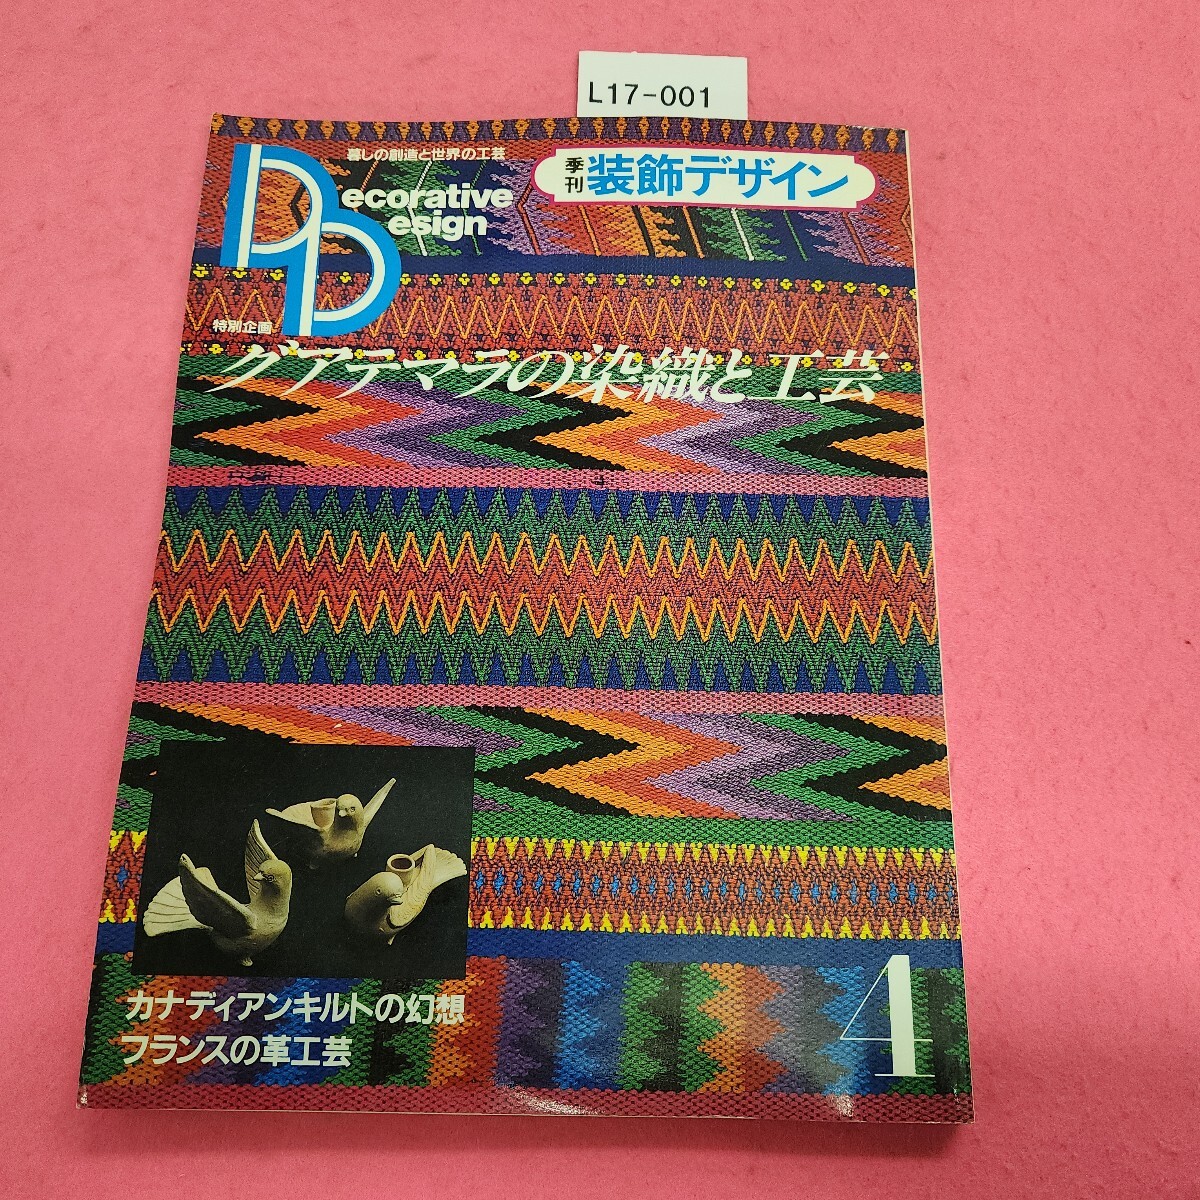 L17-001
暮しの創造と世界の工芸
季刊 装飾デザイン
Decorative
Design
特別企画
グアテマラの染織と工芸
カナディアンキルトの幻想
フランスの革工芸
4